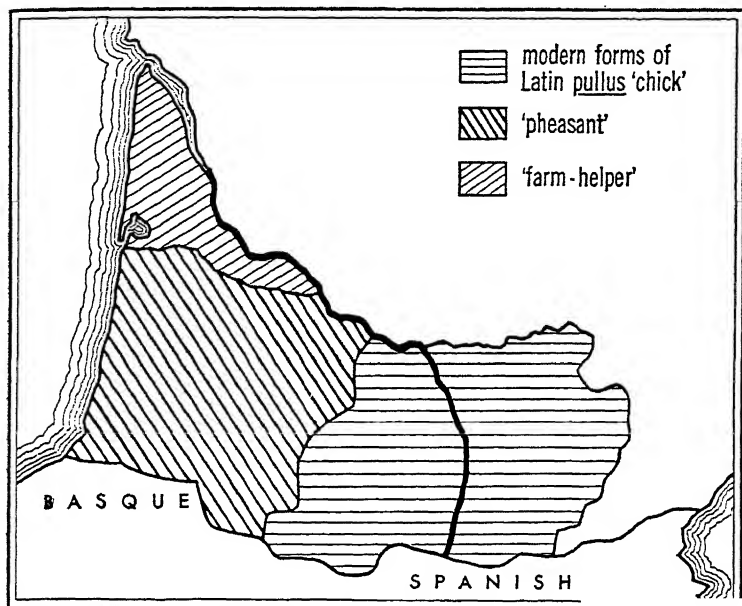 modern forms of
Latin pullus 'chick'
'pheasant'
'farm-helper'
BASQUE
SPANISH